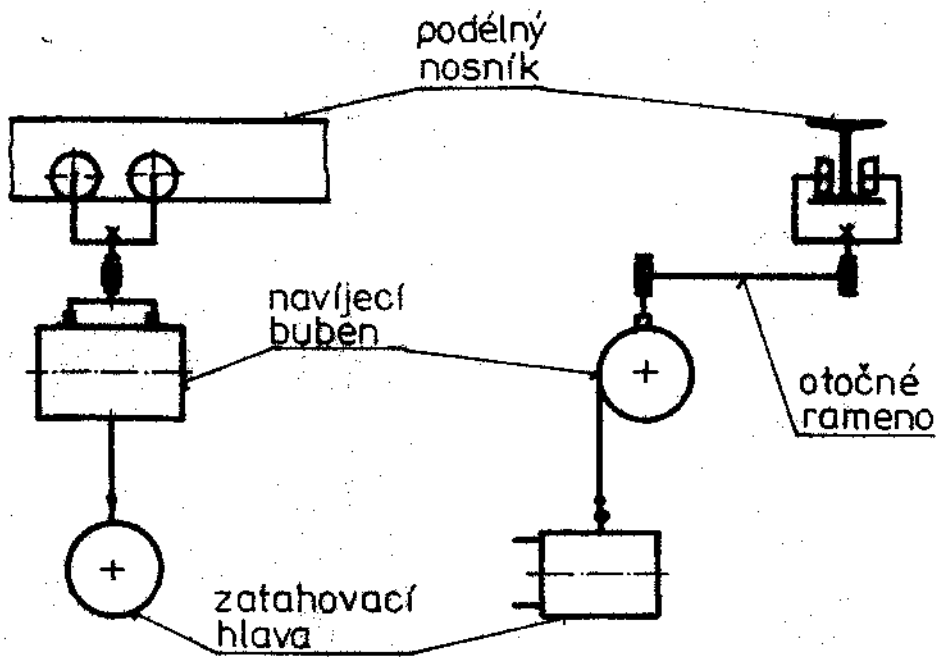 podélný
nosník
navíjecí
buben
otočné
rameno
zatahovací
hlava